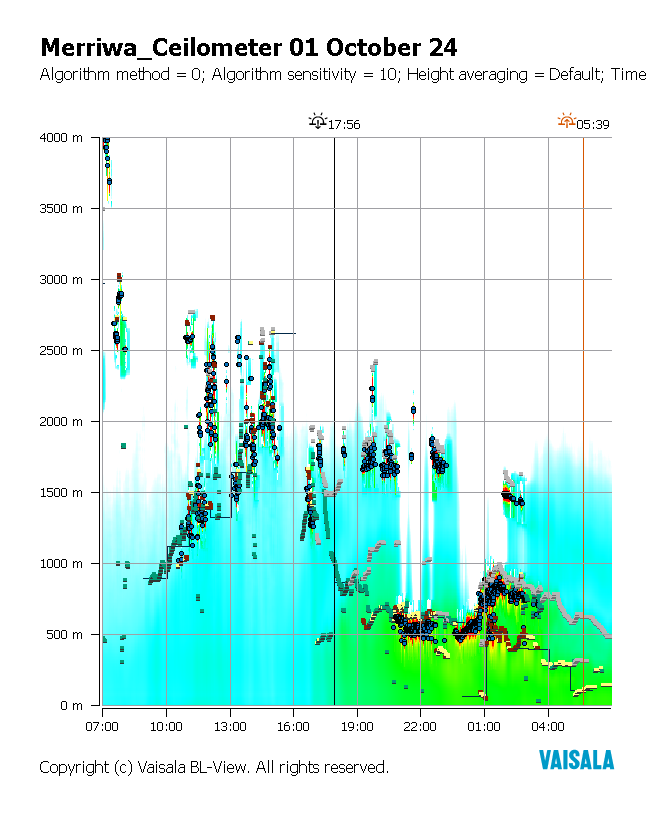 Merriwa_Ceilometer 01 October 24
Algorithm method = 0; Algorithm sensitivity = 10; Height averaging = Default; Time
17:56
05:39
4000 m
3500 m
3000 m
2500 m
2000 m
1500 m
1000 m
500 m
0 m
07:00 10:00 13:00 16:00 19:00 22:00 01:00 04:00
VAISALA
Copyright (c) Vaisala BL-View. All rights reserved.